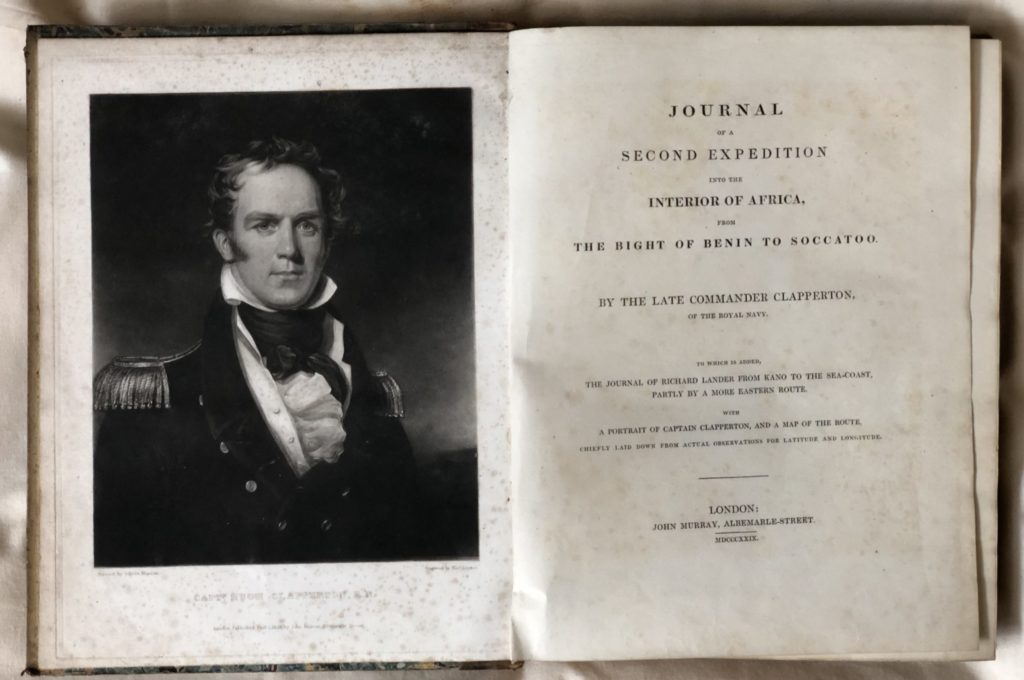 CAPT. HUGH CLAPPERTON, R.N.
JOURNAL
OF A
SECOND EXPEDITION
INTO THE
INTERIOR OF AFRICA,
FROM
THE BIGHT OF BENIN TO SOCCATOO.
BY THE LATE COMMANDER CLAPPERTON,
OF THE ROYAL NAVY.
TO WHICH IS ADDED,
THE JOURNAL OF RICHARD LANDER FROM KANO TO THE SEA-COAST,
PARTLY BY A MORE EASTERN ROUTE.
WITH
A PORTRAIT OF CAPTAIN CLAPPERTON, AND A MAP OF THE ROUTE,
CHIEFLY LAID DOWN FROM ACTUAL OBSERVATIONS FOR LATITUDE AND LONGITUDE.
LONDON:
JOHN MURRAY, ALBEMARLE-STREET.
MDCCCXXIX.